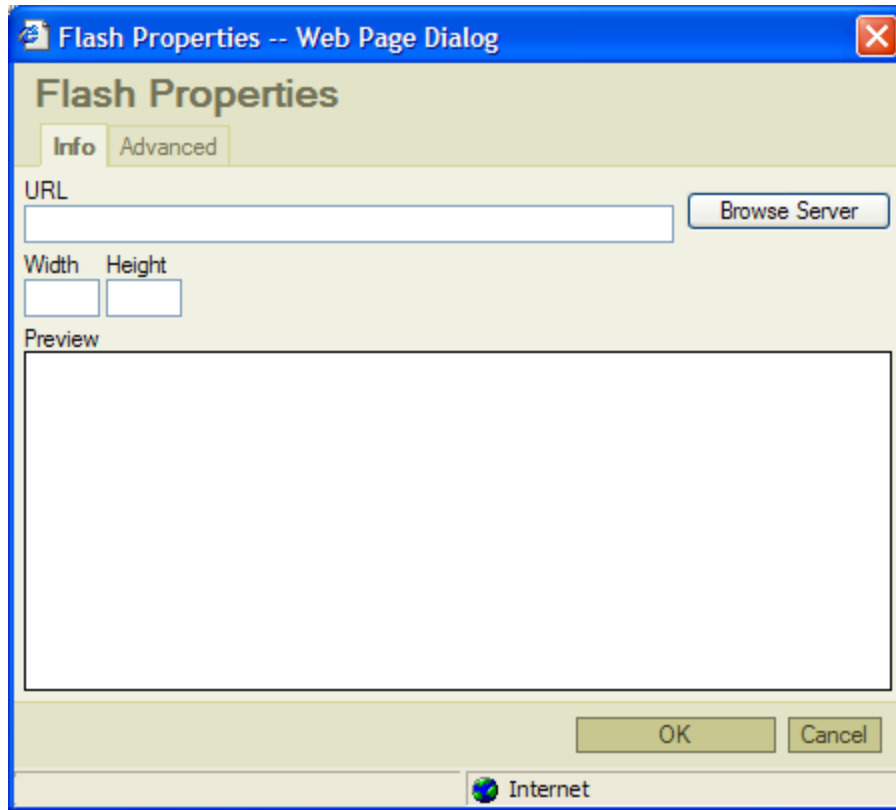 Flash Properties -- Web Page Dialog
Flash Properties
Info Advanced
URL
Browse Server
Width Height
Preview
OK Cancel
Internet